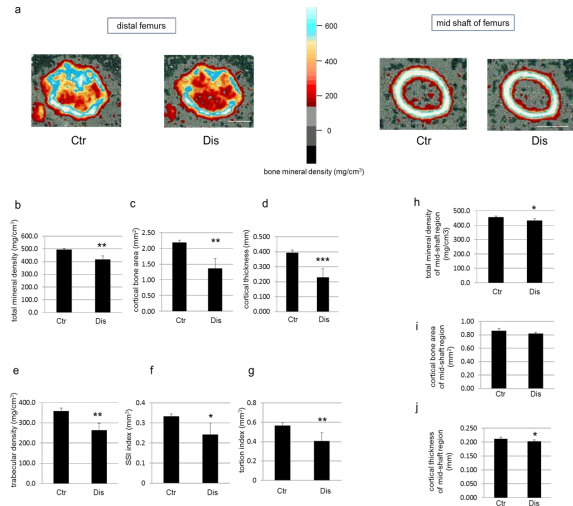 a
distal femurs
mid shaft of femurs
600
400
200
0
Ctr
Dis
Ctr
Dis
bone mineral density (mg/cm³)
b
total mineral density (mg/cm³)
600.0
500.0
400.0
300.0
200.0
100.0
0.0
**
Ctr
Dis
c
cortical bone area (mm²)
2.50
2.00
1.50
1.00
0.50
0.00
**
Ctr
Dis
d
cortical thickness (mm)
0.500
0.400
0.300
0.200
0.100
0.000
***
Ctr
Dis
h
total mineral density
of mid-shaft region
(mg/cm3)
500.0
400.0
300.0
200.0
100.0
0.0
*
Ctr
Dis
i
cortical bone area
of mid-shaft region
(mm²)
1.00
0.80
0.60
0.40
0.20
0.00
Ctr
Dis
e
trabecular density (mg/cm³)
400.0
300.0
200.0
100.0
0.0
**
Ctr
Dis
f
SSI index (mm³)
0.4
0.3
0.2
0.1
0
*
Ctr
Dis
g
tortion index (mm³)
0.8
0.6
0.4
0.2
0
**
Ctr
Dis
j
cortical thickness
of mid-shaft region
(mm)
0.250
0.200
0.150
0.100
0.050
0.000
*
Ctr
Dis